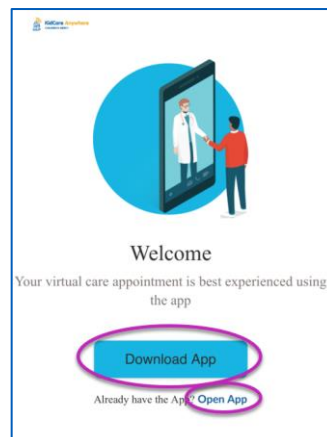 KidCare Anywhere
Welcome
Your virtual care appointment is best experienced using
the app
Download App
Already have the App? Open App